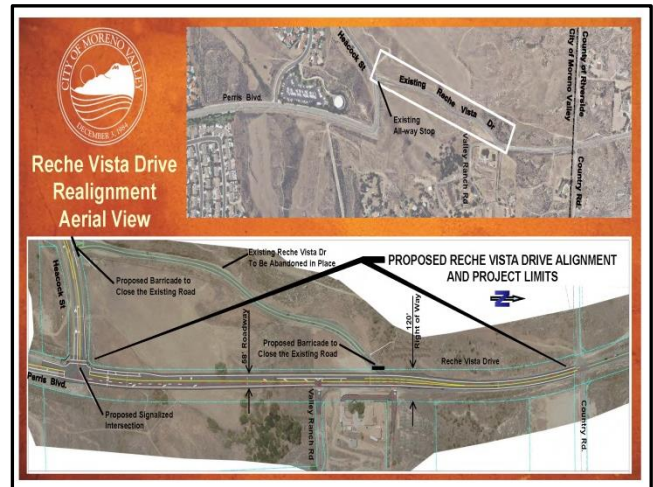 CITY OF MORENO VALLEY
DECEMBER 3, 1984
Reche Vista Drive
Realignment
Aerial View
Heacock St
Perris Blvd.
Existing Reche Vista Dr
Existing
All-way Stop
Valley Ranch Rd
County of Riverside
City of Moreno Valley
Country Rd.
Heacock St
Existing Reche Vista Dr
To Be Abandoned in Place
PROPOSED RECHE VISTA DRIVE ALIGNMENT
AND PROJECT LIMITS
Proposed Barricade to
Close the Existing Road
88' Roadway
Right of Way
120'
Proposed Barricade to
Close the Existing Road
Reche Vista Drive
Perris Blvd.
Proposed Signalized
Intersection
Valley Ranch Rd
Country Rd.